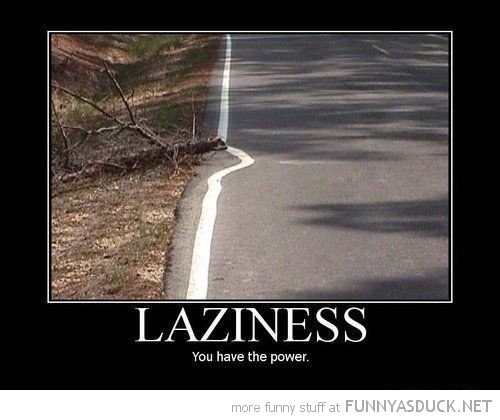 LAZINESS
You have the power.
more funny stuff at FUNNYASDUCK.NET